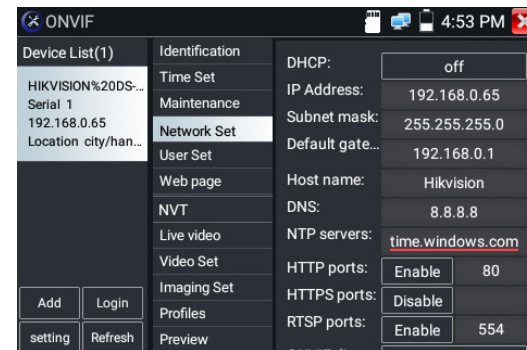 ONVIF
4:53 PM
Device List(1)
HIKVISION%20DS-...
Serial 1
192.168.0.65
Location city/han...
Add Login
setting Refresh
Identification
Time Set
Maintenance
Network Set
User Set
Web page
NVT
Live video
Video Set
Imaging Set
Profiles
Preview
DHCP: off
IP Address: 192.168.0.65
Subnet mask: 255.255.255.0
Default gate... 192.168.0.1
Host name: Hikvision
DNS: 8.8.8.8
NTP servers: time.windows.com
HTTP ports: Enable 80
HTTPS ports: Disable
RTSP ports: Enable 554